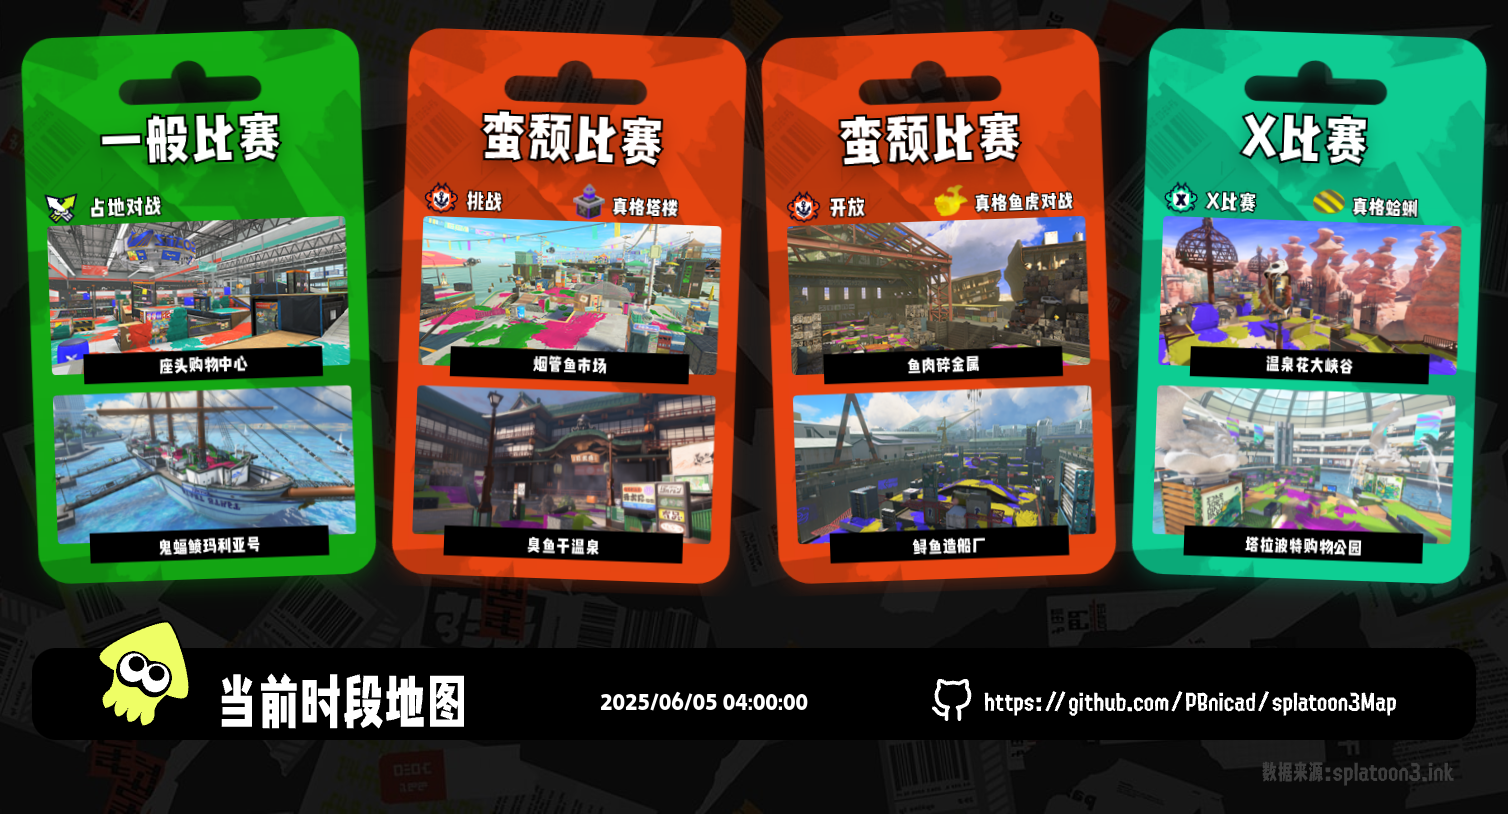 一般比赛
占地对战
座头购物中心
鬼蝠鲼玛利亚号
蛮颓比赛
挑战
真格塔楼
烟管鱼市场
臭鱼干温泉
蛮颓比赛
开放
真格鱼虎对战
鱼肉碎金属
鲟鱼造船厂
X比赛
X比赛
真格蛤蜊
温泉花大峡谷
塔拉波特购物公园
当前时段地图
2025/06/05 04:00:00
https://github.com/PBnicad/splatoon3Map
数据来源:splatoon3.ink